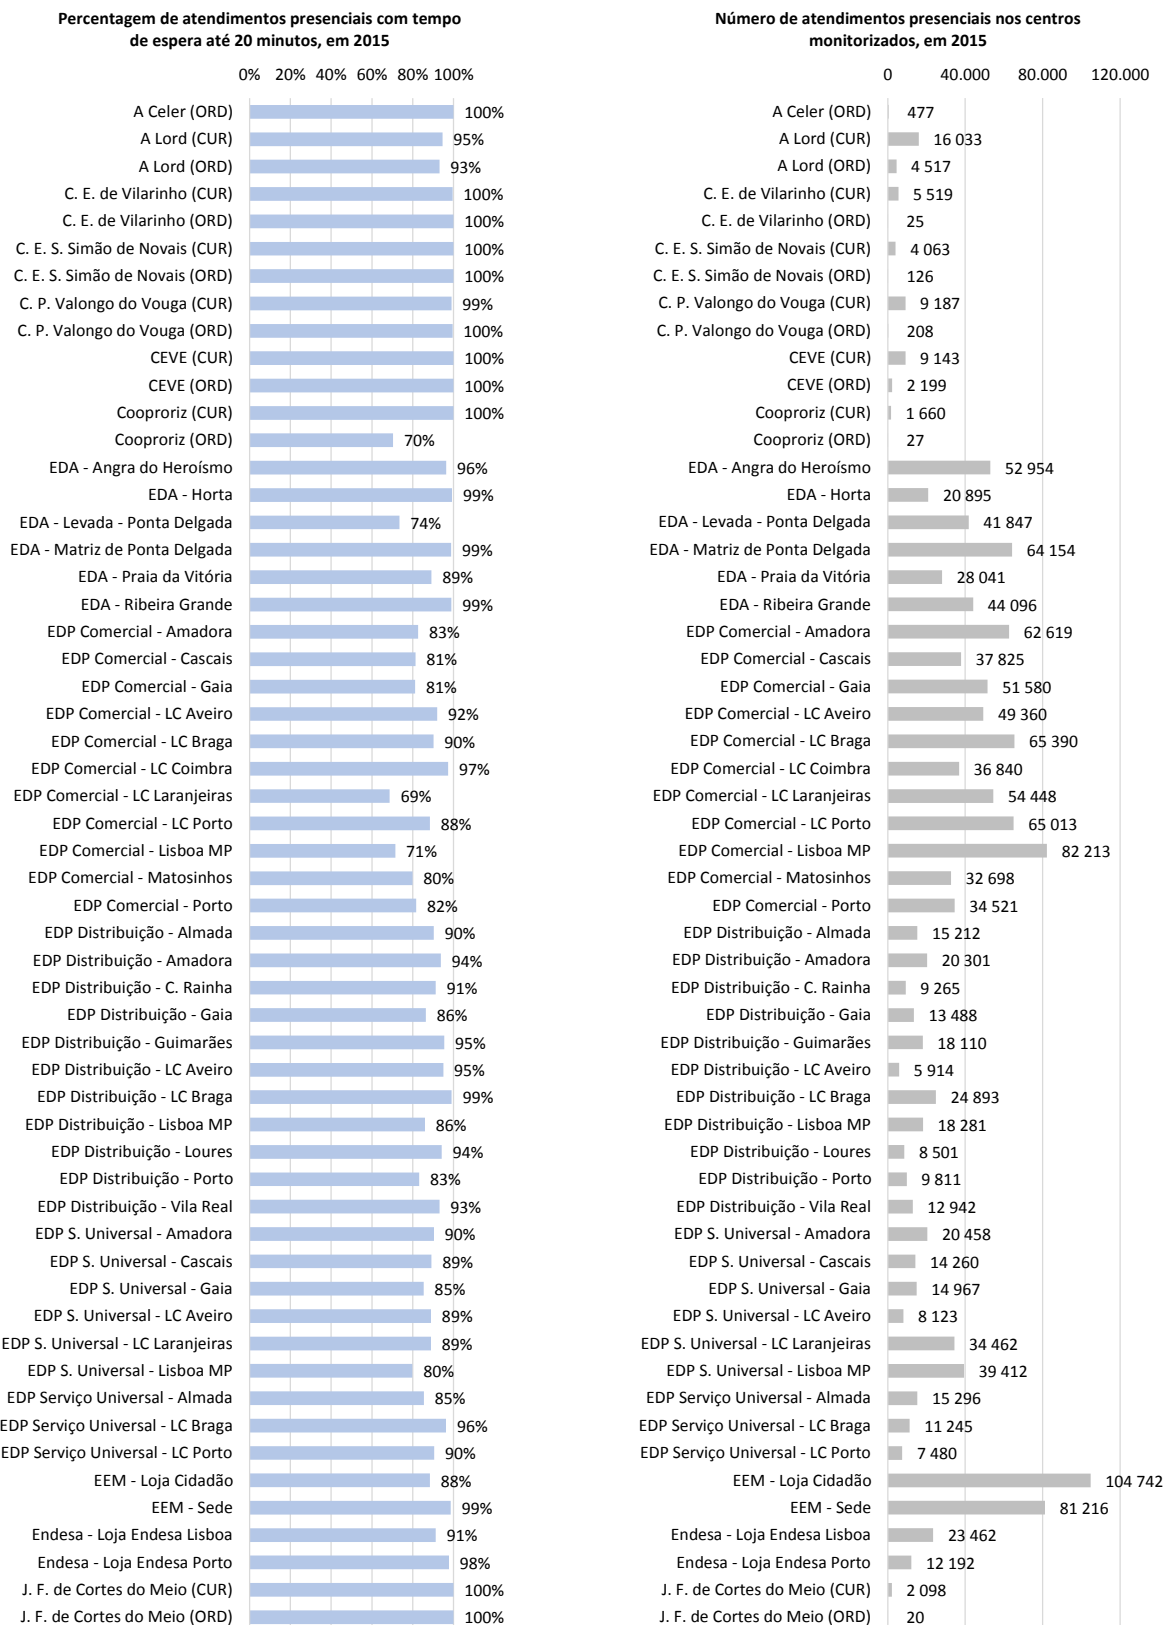 Percentagem de atendimentos presenciais com tempo
de espera até 20 minutos, em 2015
0% 20% 40% 60% 80% 100%
A Celer (ORD) 100%
A Lord (CUR) 95%
A Lord (ORD) 93%
C. E. de Vilarinho (CUR) 100%
C. E. de Vilarinho (ORD) 100%
C. E. S. Simão de Novais (CUR) 100%
C. E. S. Simão de Novais (ORD) 100%
C. P. Valongo do Vouga (CUR) 99%
C. P. Valongo do Vouga (ORD) 100%
CEVE (CUR) 100%
CEVE (ORD) 100%
Cooproriz (CUR) 100%
Cooproriz (ORD) 70%
EDA - Angra do Heroísmo 96%
EDA - Horta 99%
EDA - Levada - Ponta Delgada 74%
EDA - Matriz de Ponta Delgada 99%
EDA - Praia da Vitória 89%
EDA - Ribeira Grande 99%
EDP Comercial - Amadora 83%
EDP Comercial - Cascais 81%
EDP Comercial - Gaia 81%
EDP Comercial - LC Aveiro 92%
EDP Comercial - LC Braga 90%
EDP Comercial - LC Coimbra 97%
EDP Comercial - LC Laranjeiras 69%
EDP Comercial - LC Porto 88%
EDP Comercial - Lisboa MP 71%
EDP Comercial - Matosinhos 80%
EDP Comercial - Porto 82%
EDP Distribuição - Almada 90%
EDP Distribuição - Amadora 94%
EDP Distribuição - C. Rainha 91%
EDP Distribuição - Gaia 86%
EDP Distribuição - Guimarães 95%
EDP Distribuição - LC Aveiro 95%
EDP Distribuição - LC Braga 99%
EDP Distribuição - Lisboa MP 86%
EDP Distribuição - Loures 94%
EDP Distribuição - Porto 83%
EDP Distribuição - Vila Real 93%
EDP S. Universal - Amadora 90%
EDP S. Universal - Cascais 89%
EDP S. Universal - Gaia 85%
EDP S. Universal - LC Aveiro 89%
EDP S. Universal - LC Laranjeiras 89%
EDP S. Universal - Lisboa MP 80%
EDP Serviço Universal - Almada 85%
EDP Serviço Universal - LC Braga 96%
EDP Serviço Universal - LC Porto 90%
EEM - Loja Cidadão 88%
EEM - Sede 99%
Endesa - Loja Endesa Lisboa 91%
Endesa - Loja Endesa Porto 98%
J. F. de Cortes do Meio (CUR) 100%
J. F. de Cortes do Meio (ORD) 100%
Número de atendimentos presenciais nos centros
monitorizados, em 2015
0 40.000 80.000 120.000
A Celer (ORD) 477
A Lord (CUR) 16 033
A Lord (ORD) 4 517
C. E. de Vilarinho (CUR) 5 519
C. E. de Vilarinho (ORD) 25
C. E. S. Simão de Novais (CUR) 4 063
C. E. S. Simão de Novais (ORD) 126
C. P. Valongo do Vouga (CUR) 9 187
C. P. Valongo do Vouga (ORD) 208
CEVE (CUR) 9 143
CEVE (ORD) 2 199
Cooproriz (CUR) 1 660
Cooproriz (ORD) 27
EDA - Angra do Heroísmo 52 954
EDA - Horta 20 895
EDA - Levada - Ponta Delgada 41 847
EDA - Matriz de Ponta Delgada 64 154
EDA - Praia da Vitória 28 041
EDA - Ribeira Grande 44 096
EDP Comercial - Amadora 62 619
EDP Comercial - Cascais 37 825
EDP Comercial - Gaia 51 580
EDP Comercial - LC Aveiro 49 360
EDP Comercial - LC Braga 65 390
EDP Comercial - LC Coimbra 36 840
EDP Comercial - LC Laranjeiras 54 448
EDP Comercial - LC Porto 65 013
EDP Comercial - Lisboa MP 82 213
EDP Comercial - Matosinhos 32 698
EDP Comercial - Porto 34 521
EDP Distribuição - Almada 15 212
EDP Distribuição - Amadora 20 301
EDP Distribuição - C. Rainha 9 265
EDP Distribuição - Gaia 13 488
EDP Distribuição - Guimarães 18 110
EDP Distribuição - LC Aveiro 5 914
EDP Distribuição - LC Braga 24 893
EDP Distribuição - Lisboa MP 18 281
EDP Distribuição - Loures 8 501
EDP Distribuição - Porto 9 811
EDP Distribuição - Vila Real 12 942
EDP S. Universal - Amadora 20 458
EDP S. Universal - Cascais 14 260
EDP S. Universal - Gaia 14 967
EDP S. Universal - LC Aveiro 8 123
EDP S. Universal - LC Laranjeiras 34 462
EDP S. Universal - Lisboa MP 39 412
EDP Serviço Universal - Almada 15 296
EDP Serviço Universal - LC Braga 11 245
EDP Serviço Universal - LC Porto 7 480
EEM - Loja Cidadão 104 742
EEM - Sede 81 216
Endesa - Loja Endesa Lisboa 23 462
Endesa - Loja Endesa Porto 12 192
J. F. de Cortes do Meio (CUR) 2 098
J. F. de Cortes do Meio (ORD) 20